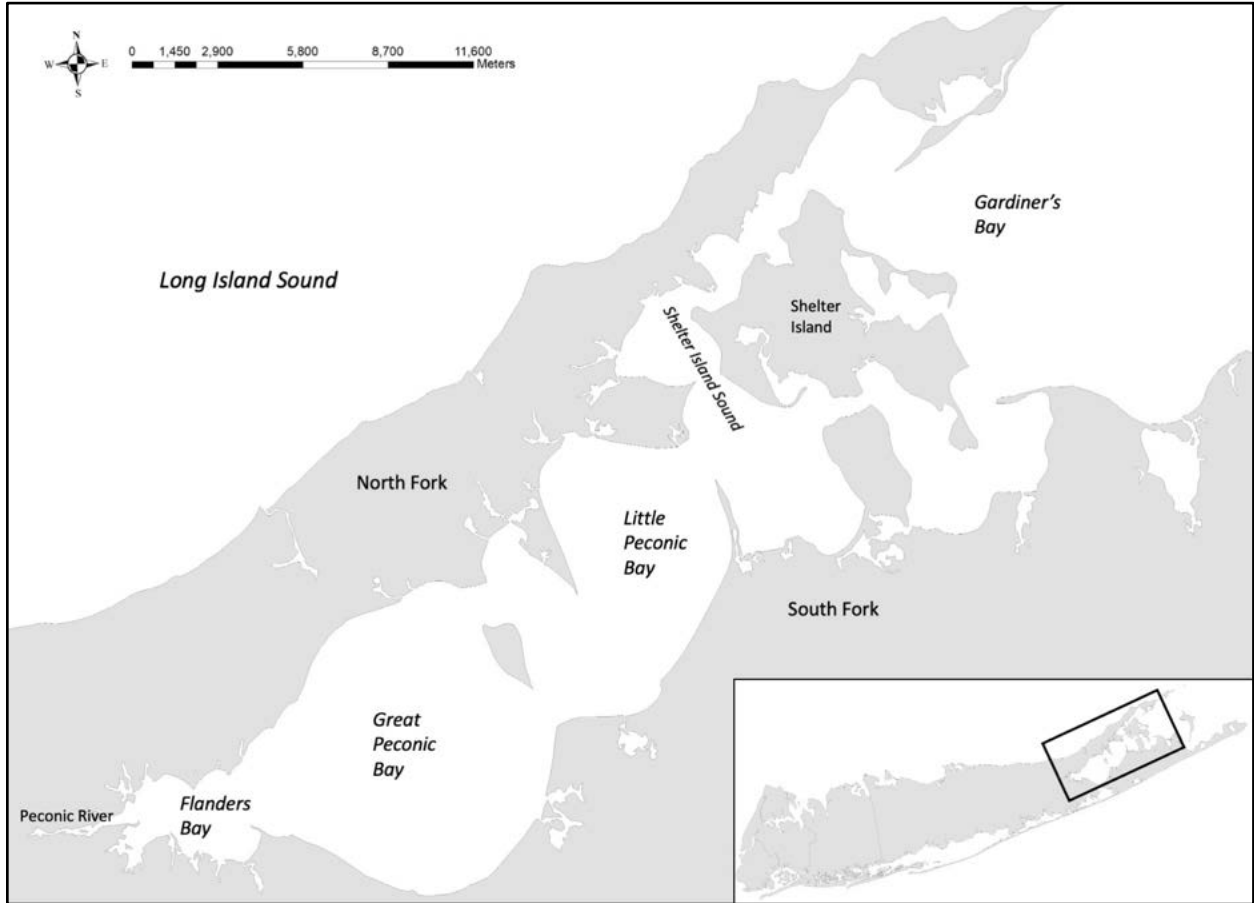 N
W E
S
0 1,450 2,900 5,800 8,700 11,600
Meters
Gardiner's
Bay
Long Island Sound
Shelter
Island
Shelter Island Sound
North Fork
Little
Peconic
Bay
South Fork
Great
Peconic
Bay
Peconic River
Flanders
Bay